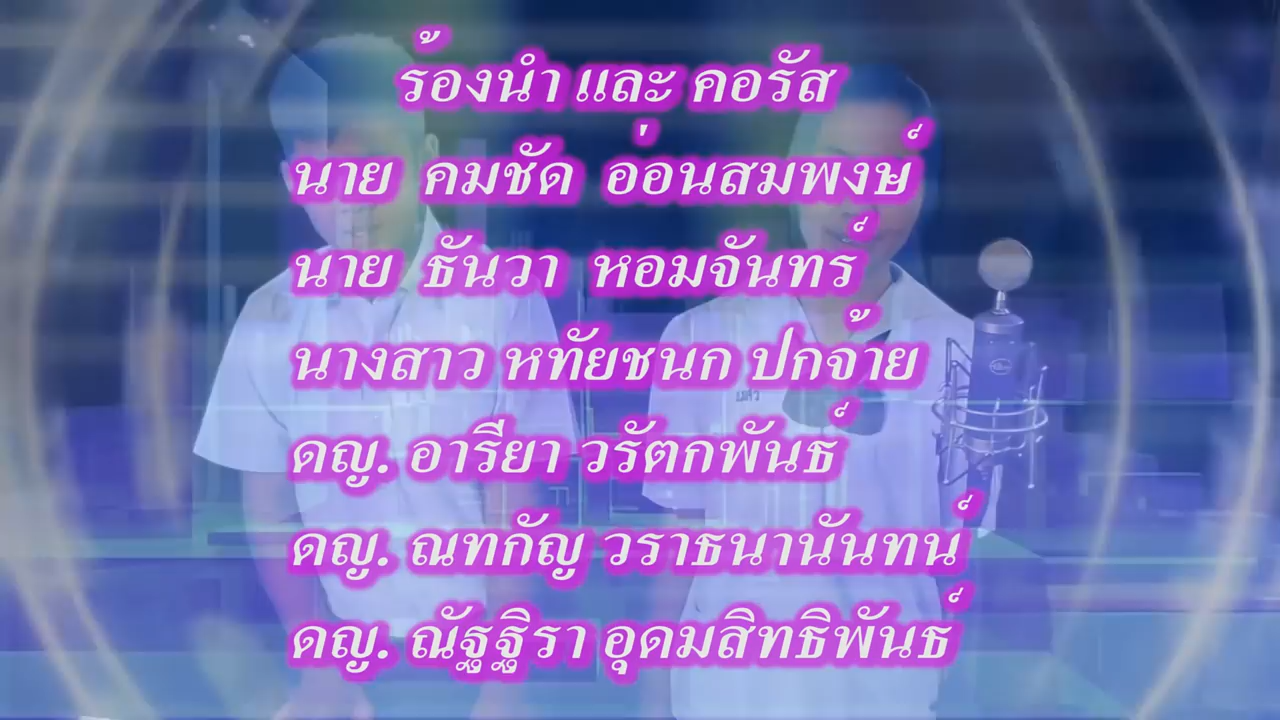 ร้องนำ และ คอรัส
นาย คมชัด อ่อนสมพงษ์
นาย ธันวา หอมจันทร์
นางสาว หทัยชนก ปกจ้าย
ดญ. อารียา วรัตกพันธ์
ดญ. ณทกัญ วราธนานันทน์
ดญ. ณัฐฐิรา อุดมสิทธิพันธ์